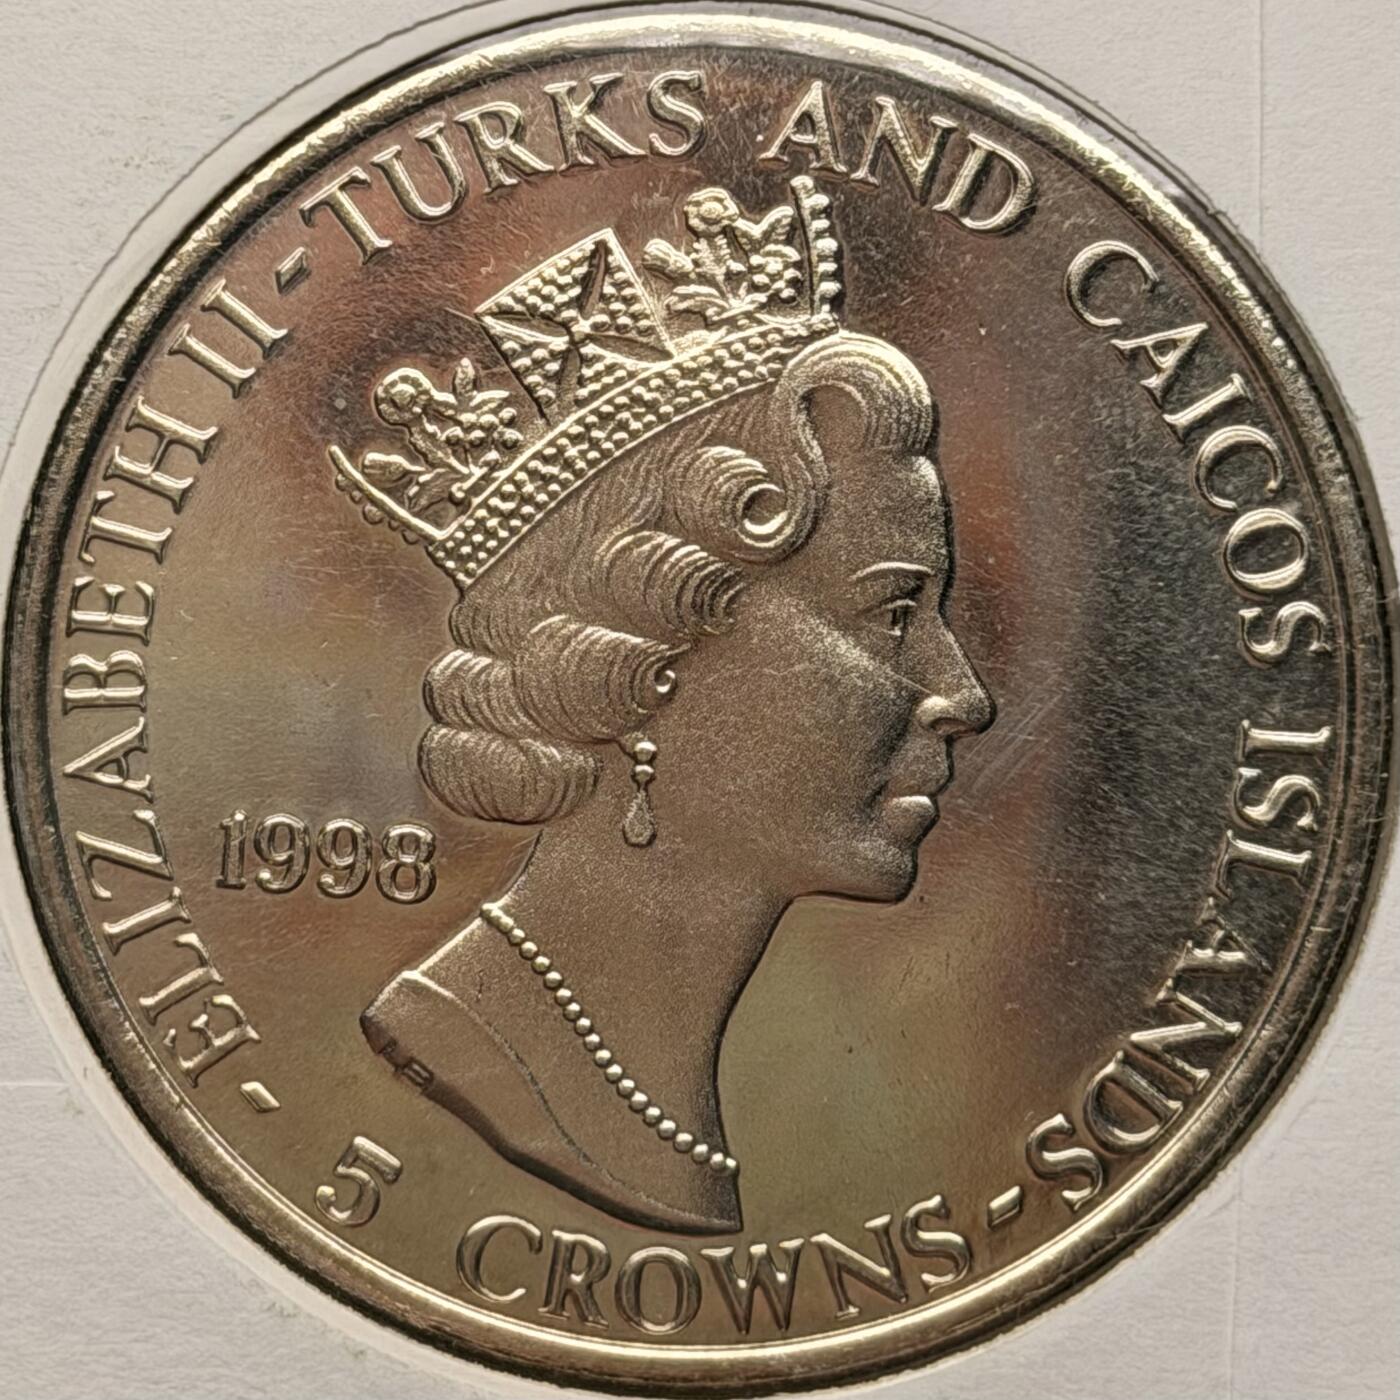 ELIZABETH II - TURKS AND CAICOS ISLANDS -
5 CROWNS -
1998